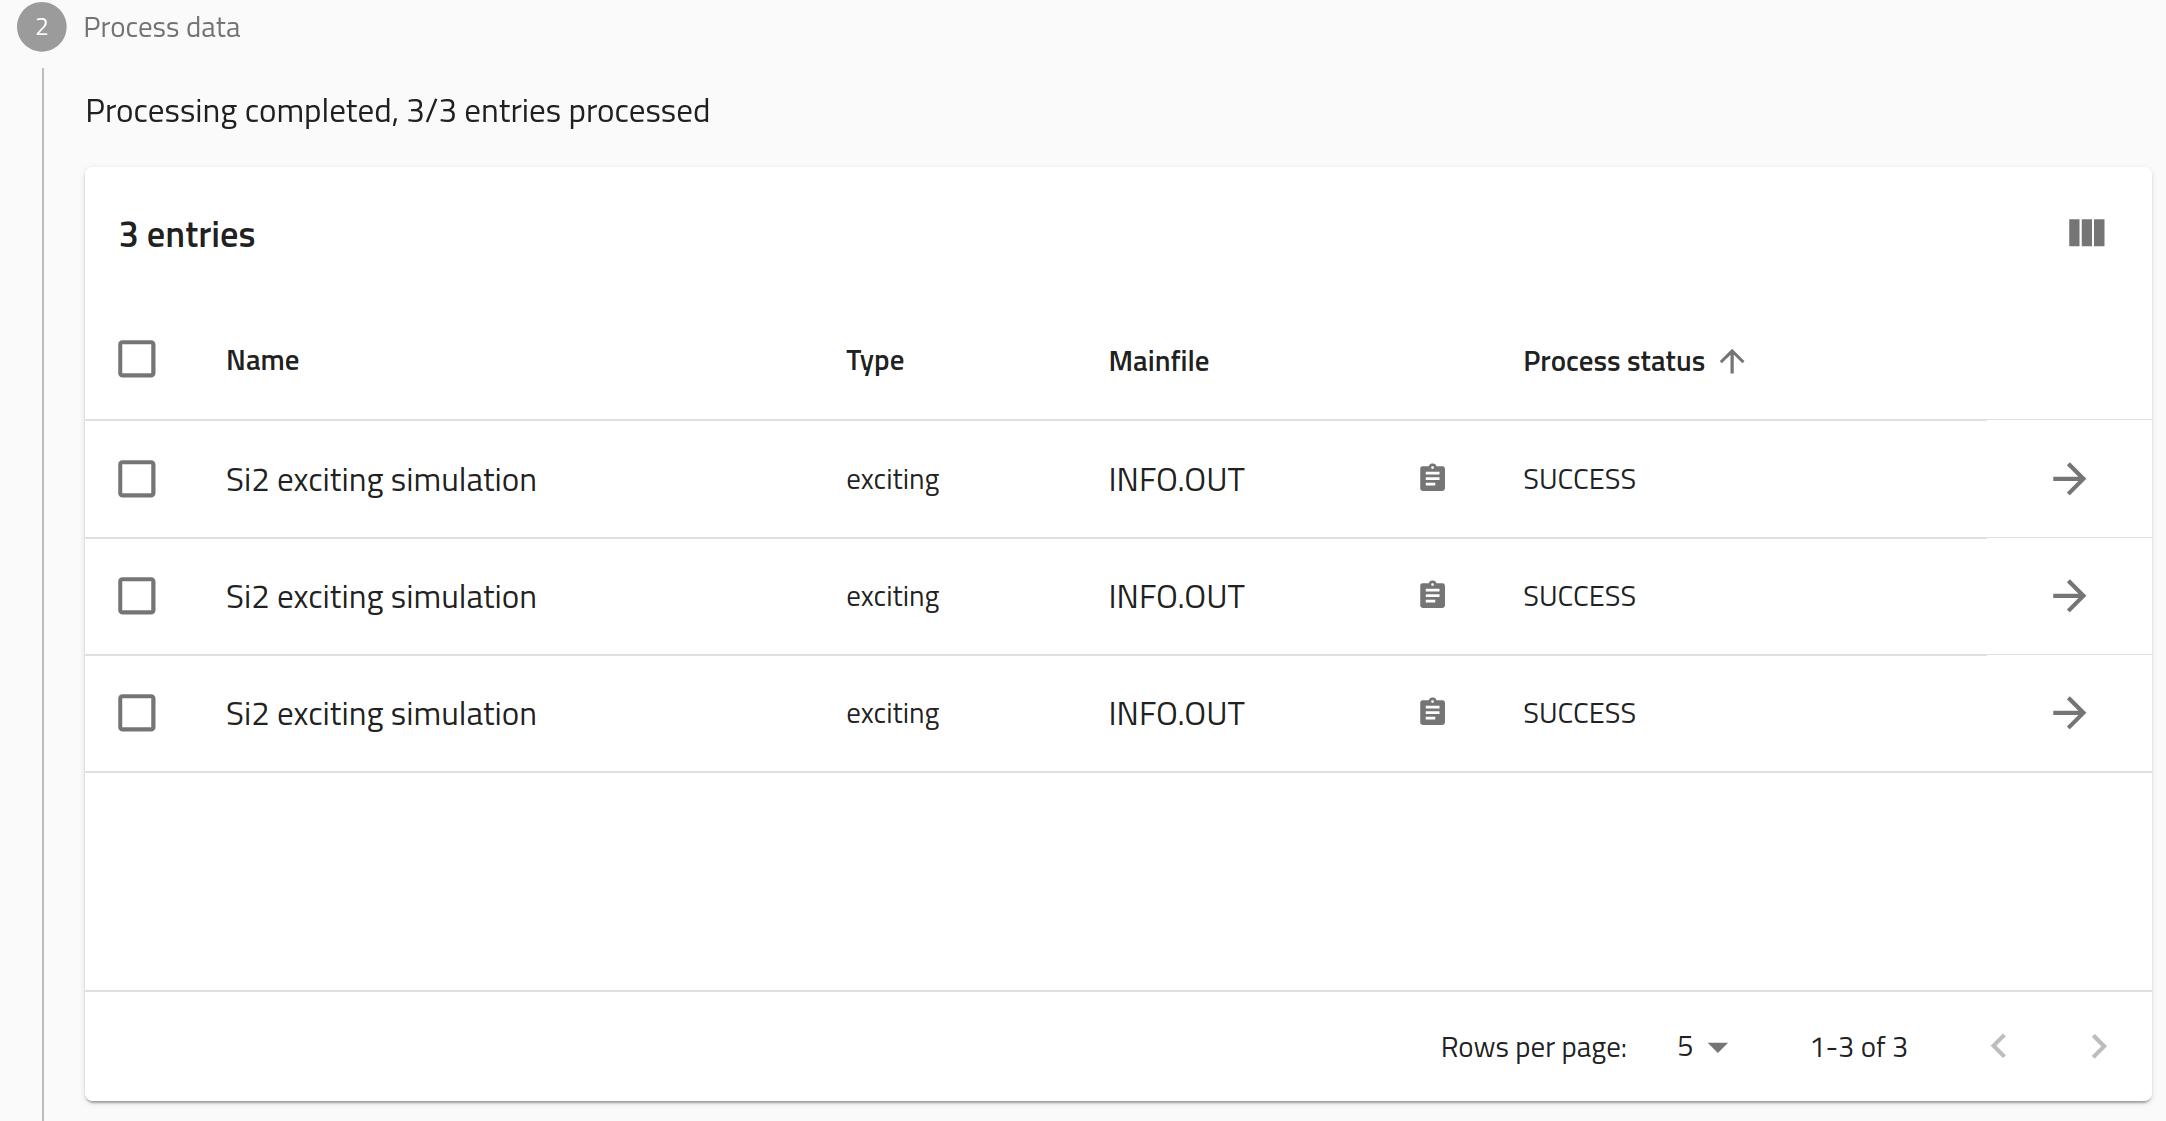 2 Process data
Processing completed, 3/3 entries processed
3 entries
Name Type Mainfile Process status
Si2 exciting simulation exciting INFO.OUT SUCCESS
Si2 exciting simulation exciting INFO.OUT SUCCESS
Si2 exciting simulation exciting INFO.OUT SUCCESS
Rows per page: 5 1-3 of 3